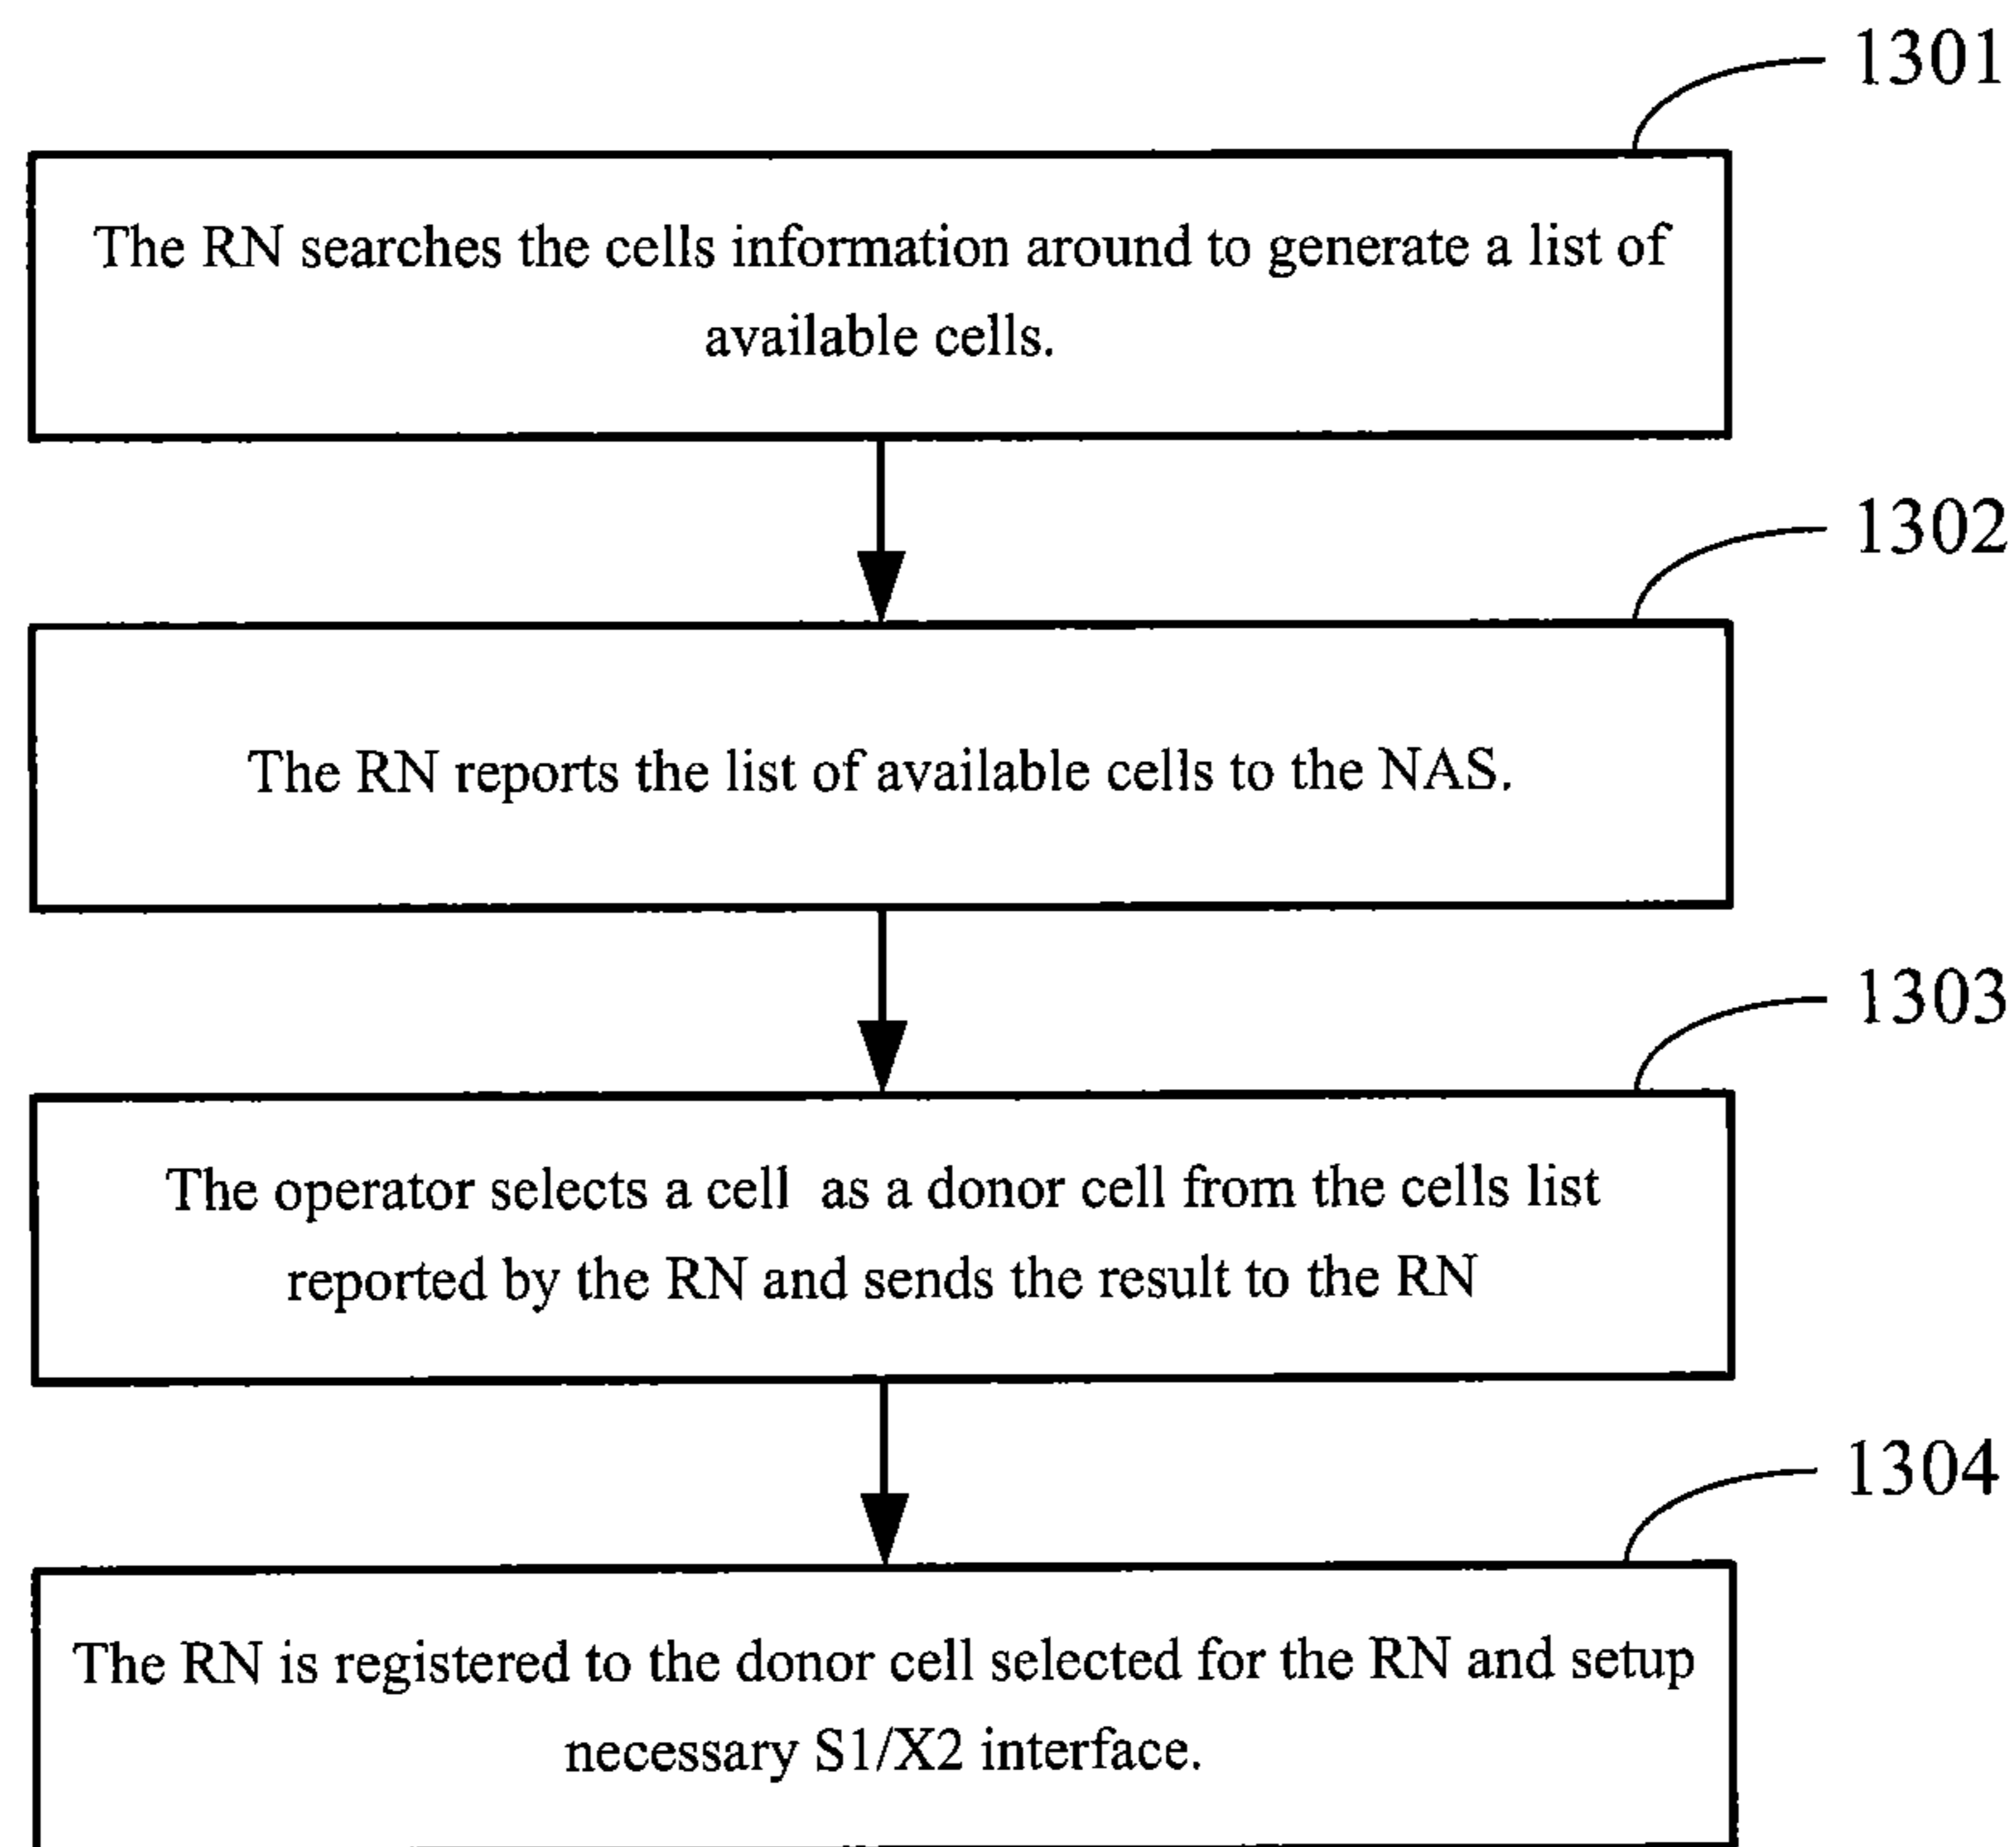 1301
The RN searches the cells information around to generate a list of
available cells.
1302
The RN reports the list of available cells to the NAS.
1303
The operator selects a cell as a donor cell from the cells list
reported by the RN and sends the result to the RN
1304
The RN is registered to the donor cell selected for the RN and setup
necessary S1/X2 interface.